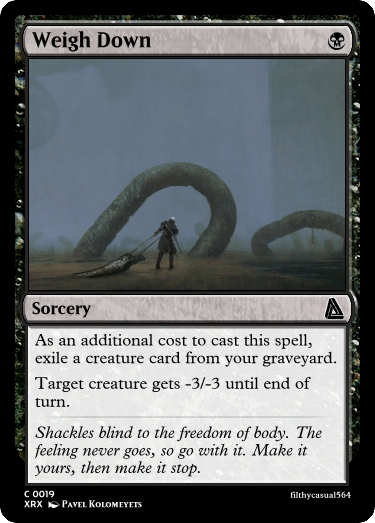 Weigh Down
Sorcery
As an additional cost to cast this spell,
exile a creature card from your graveyard.
Target creature gets -3/-3 until end of
turn.
Shackles blind to the freedom of body. The
feeling never goes, so go with it. Make it
yours, then make it stop.
C 0019
XRX PAVEL KOLOMEYETS
filthycasual564